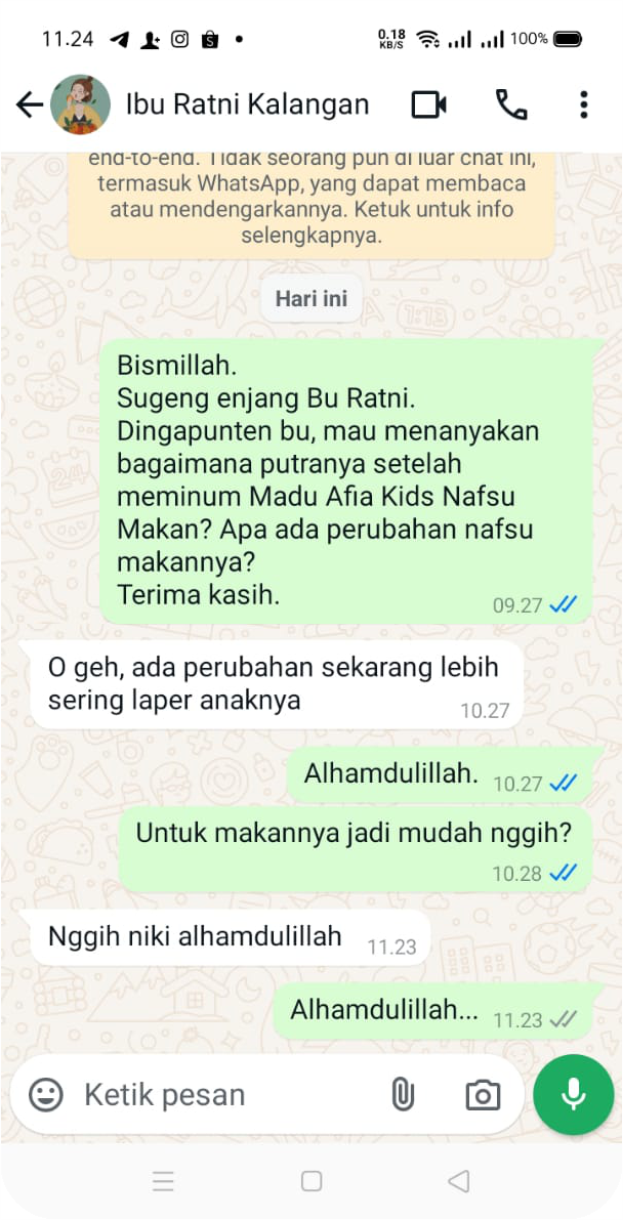 11.24
0.18
KB/S
100%
Ibu Ratni Kalangan
end-to-end. Tidak seorang pun di luar chat ini,
termasuk WhatsApp, yang dapat membaca
atau mendengarkannya. Ketuk untuk info
selengkapnya.
Hari ini
Bismillah.
Sugeng enjang Bu Ratni.
Dingapunten bu, mau menanyakan
bagaimana putranya setelah
meminum Madu Afia Kids Nafsu
Makan? Apa ada perubahan nafsu
makannya?
Terima kasih.
09.27
O geh, ada perubahan sekarang lebih
sering laper anaknya
10.27
Alhamdulillah.
10.27
Untuk makannya jadi mudah nggih?
10.28
Nggih niki alhamdulillah
11.23
Alhamdulillah...
11.23
Ketik pesan